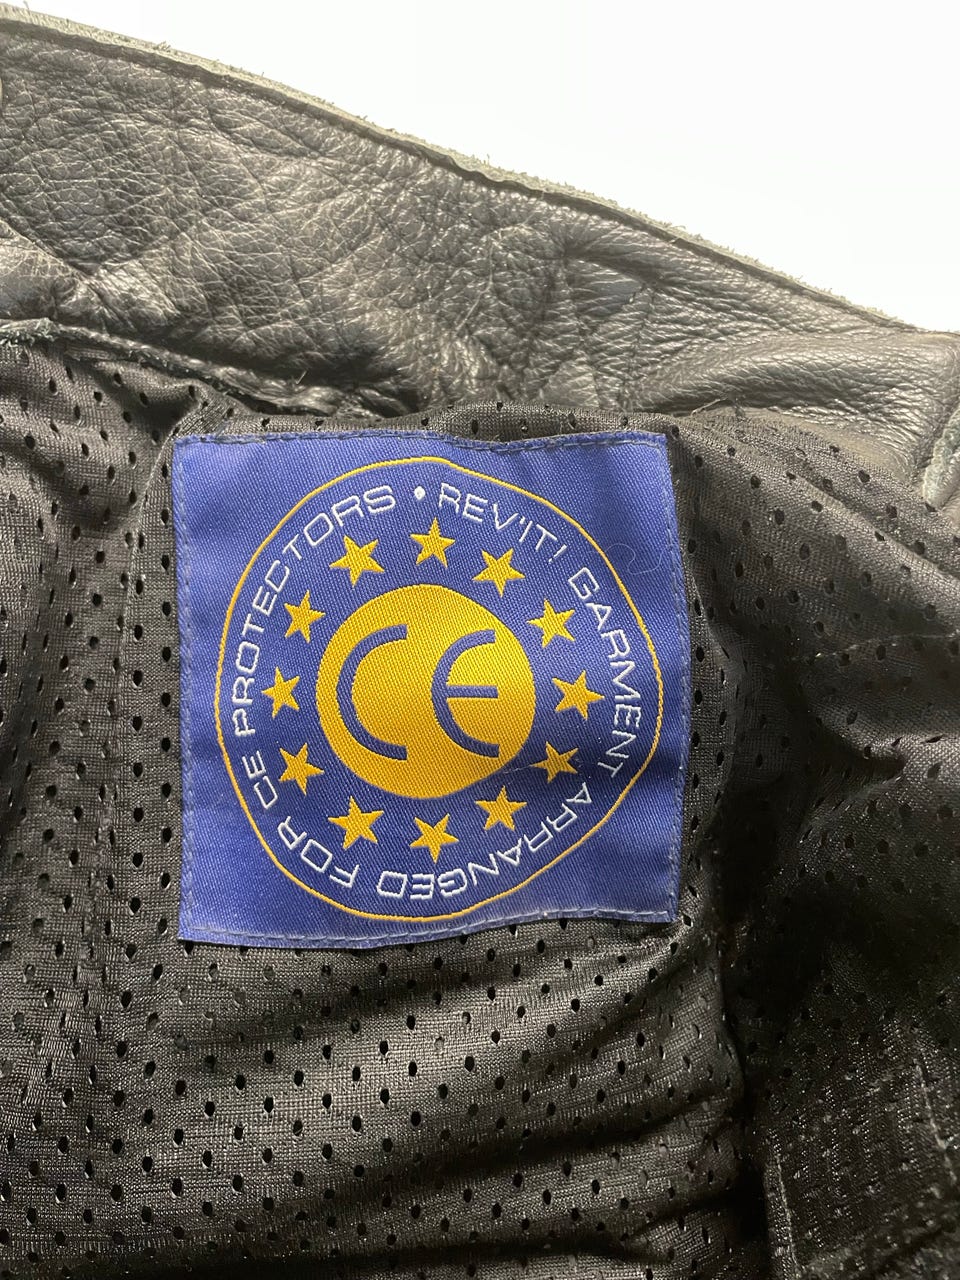 REV'IT! GARMENT ARRANGED FOR CE PROTECTORS •
CE